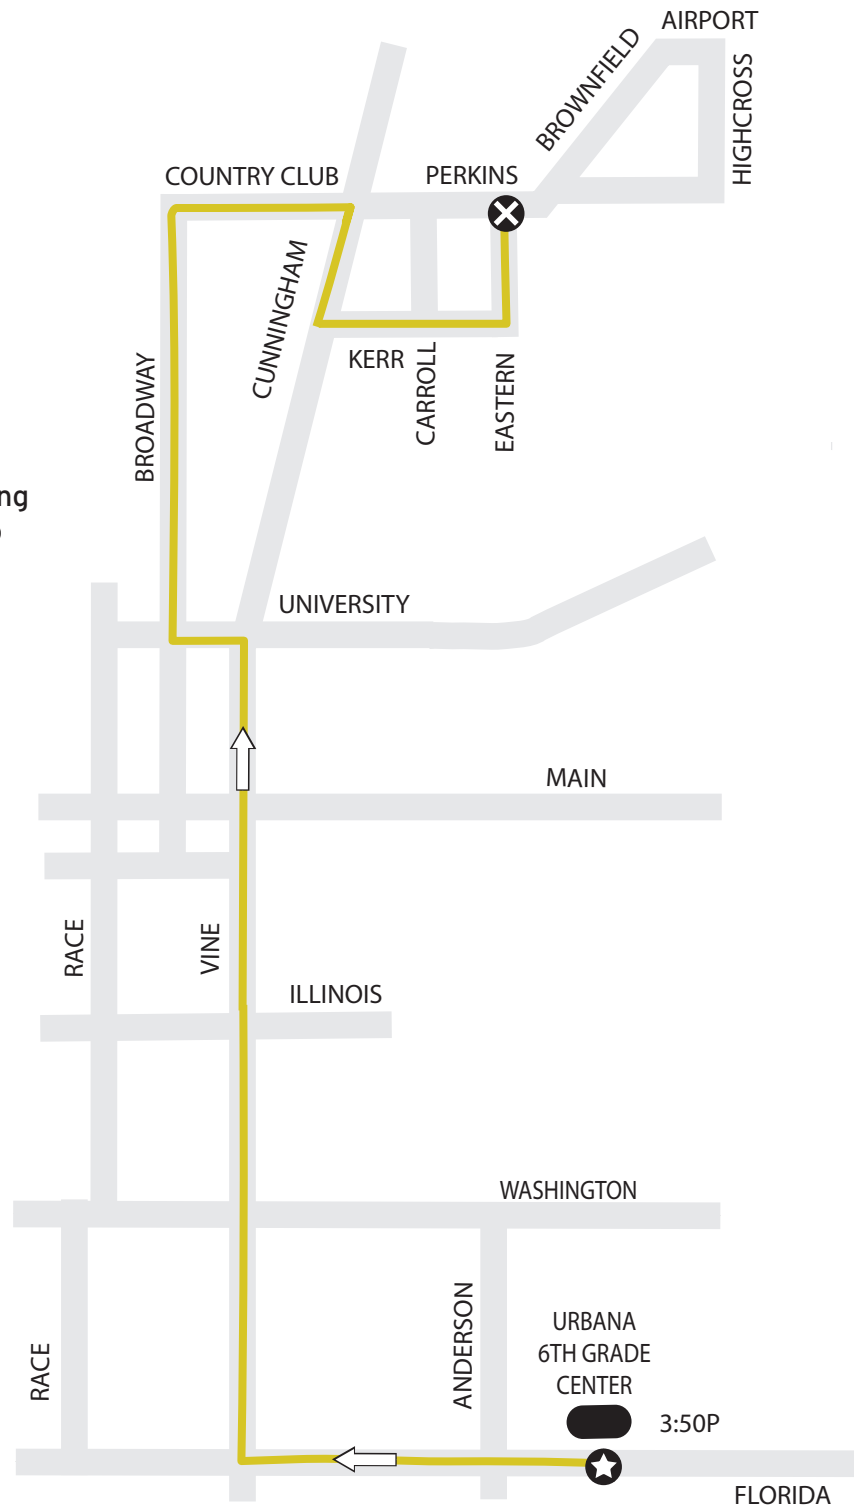 AIRPORT
BROWNFIELD
HIGHCROSS
COUNTRY CLUB
PERKINS
CUNNINGHAM
BROADWAY
KERR
CARROLL
EASTERN
ng
UNIVERSITY
MAIN
RACE
VINE
ILLINOIS
WASHINGTON
RACE
ANDERSON
URBANA
6TH GRADE
CENTER
3:50P
FLORIDA